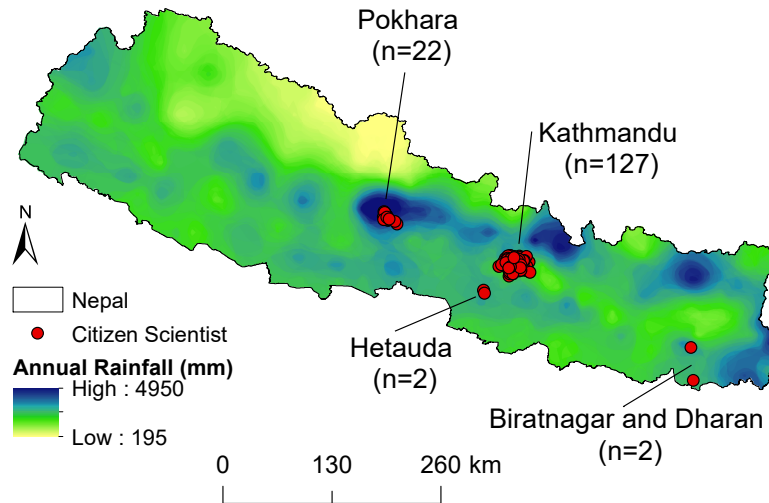 Pokhara
(n=22)
Kathmandu
(n=127)
N
Nepal
Citizen Scientist
Annual Rainfall (mm)
High : 4950
Low : 195
Hetauda
(n=2)
Biratnagar and Dharan
(n=2)
0 130 260 km